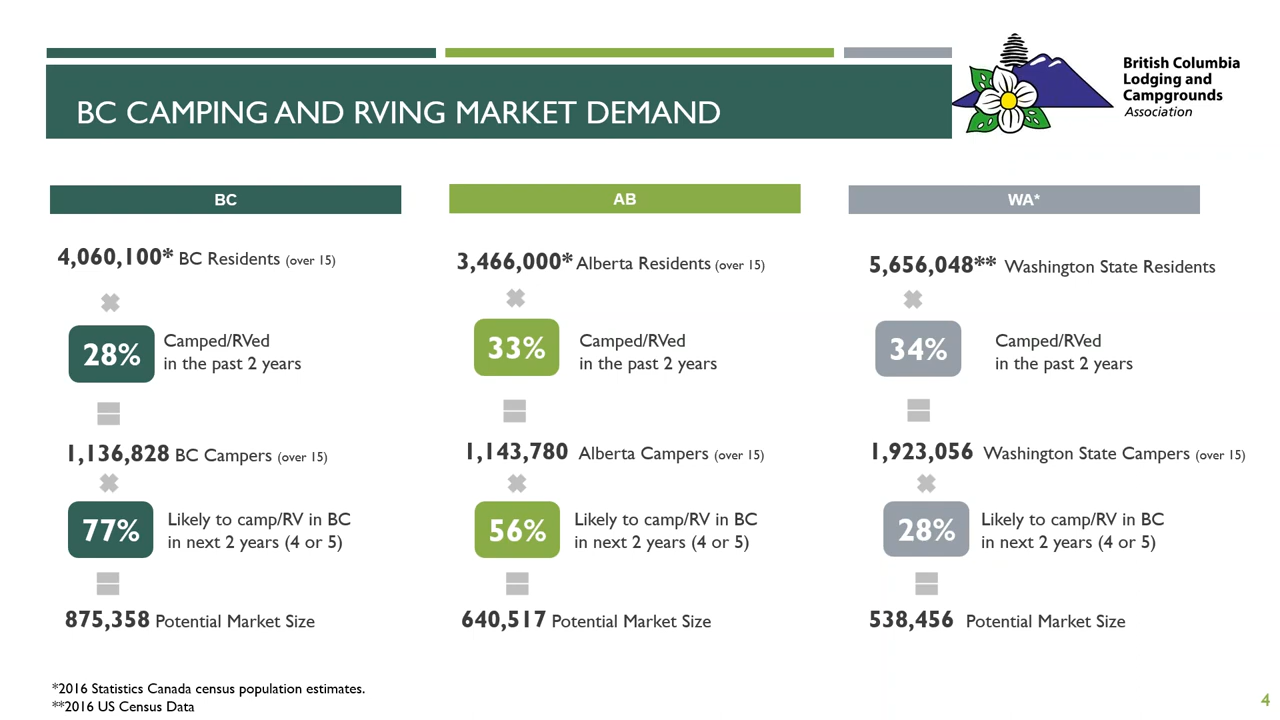 BC CAMPING AND RVING MARKET DEMAND
British Columbia
Lodging and
Campgrounds
Association
BC
4,060,100* BC Residents (over 15)
28%
Camped/RVed
in the past 2 years
1,136,828 BC Campers (over 15)
77%
Likely to camp/RV in BC
in next 2 years (4 or 5)
875,358 Potential Market Size
AB
3,466,000* Alberta Residents (over 15)
33%
Camped/RVed
in the past 2 years
1,143,780 Alberta Campers (over 15)
56%
Likely to camp/RV in BC
in next 2 years (4 or 5)
640,517 Potential Market Size
WA*
5,656,048** Washington State Residents
34%
Camped/RVed
in the past 2 years
1,923,056 Washington State Campers (over 15)
28%
Likely to camp/RV in BC
in next 2 years (4 or 5)
538,456 Potential Market Size
*2016 Statistics Canada census population estimates.
**2016 US Census Data
4